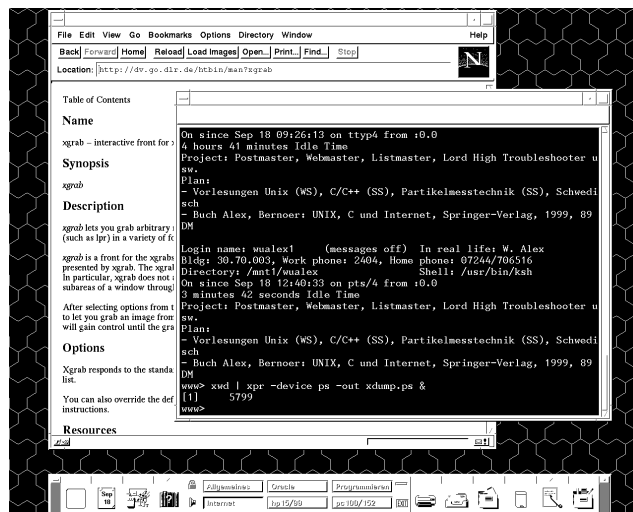 File Edit View Go Bookmarks Options Directory Window Help
Back Forward Home Reload Load Images Open... Print... Find... Stop
Location: http://dv.go.dlr.de/htbin/man?xgrab
N
Table of Contents
Name
xgrab – interactive front for
Synopsis
xgrab
Description
xgrab lets you grab arbitrary
(such as lpr) in a variety of fo
xgrab is a front for the xgrabs
presented by xgrab. The xgrab
In particular, xgrab does not
subareas of a window throug
After selecting options from t
to let you grab an image from
will gain control until the gra
Options
Xgrab responds to the standa
list.
You can also override the def
instructions.
Resources
On since Sep 18 09:26:13 on ttyp4 from :0.0
4 hours 41 minutes Idle Time
Project: Postmaster, Webmaster, Listmaster, Lord High Troubleshooter u
sw.
Plan:
- Vorlesungen Unix (WS), C/C++ (SS), Partikelmesstechnik (SS), Schwedi
sch
- Buch Alex, Bernoer: UNIX, C und Internet, Springer-Verlag, 1999, 89
DM
Login name: wualex1 (messages off) In real life: W. Alex
Bldg: 30.70.003, Work phone: 2404, Home phone: 07244/706516
Directory: /mnt1/wualex Shell: /usr/bin/ksh
On since Sep 18 12:40:33 on pts/4 from :0.0
3 minutes 42 seconds Idle Time
Project: Postmaster, Webmaster, Listmaster, Lord High Troubleshooter u
sw.
Plan:
- Vorlesungen Unix (WS), C/C++ (SS), Partikelmesstechnik (SS), Schwedi
sch
- Buch Alex, Bernoer: UNIX, C und Internet, Springer-Verlag, 1999, 89
DM
www> xwd | xpr -device ps -out xdump.ps &
[1] 5799
www>
Sep
18
Allgemeines Oracle Programmieren
Internet hp 15/88 pc 100/152 EXIT